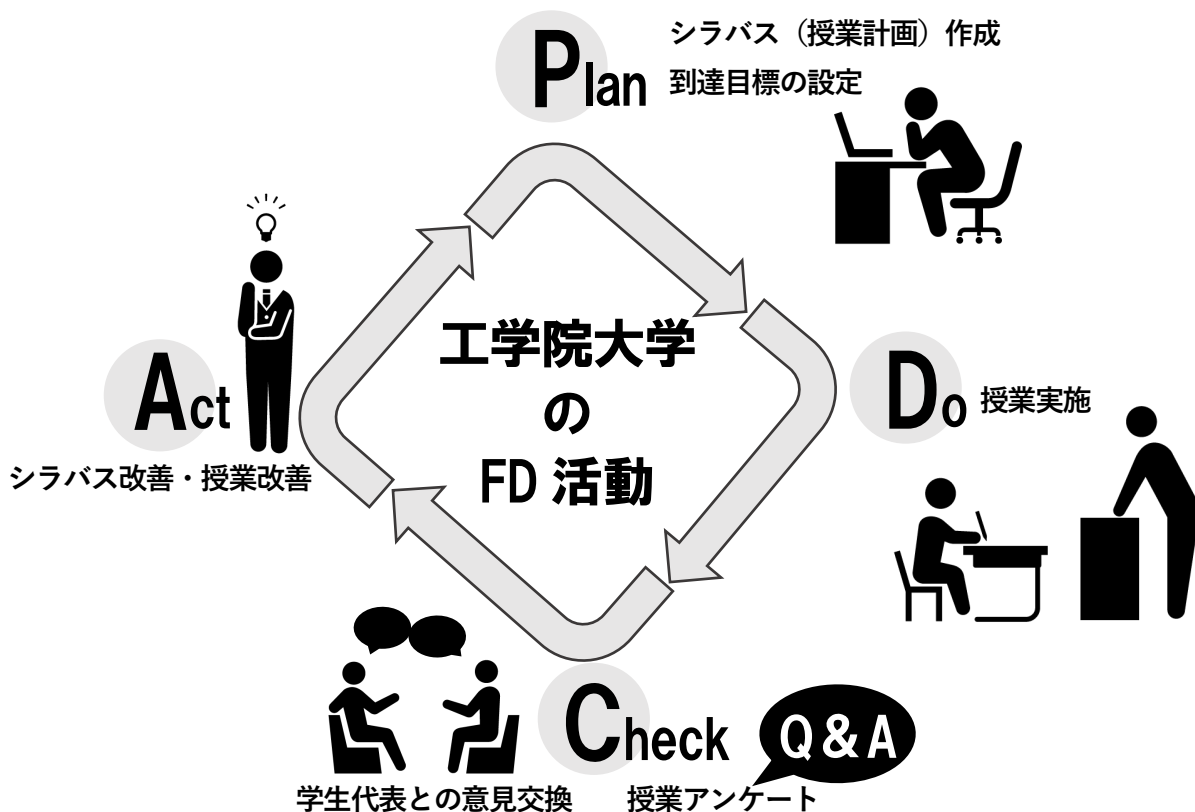 Plan
シラバス（授業計画）作成
到達目標の設定
工学院大学
の
FD 活動
Do
授業実施
Act
シラバス改善・授業改善
Check
Q & A
学生代表との意見交換
授業アンケート